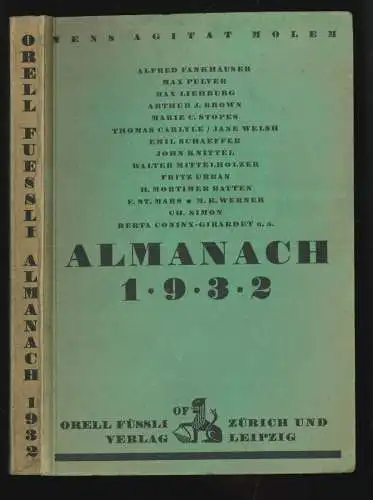 ORELL FUESSLI ALMANACH 1932
MENS AGITAT MOLEM
ALFRED FANKHAUSER
MAX PULVER
MAX LIEHBURG
ARTHUR J. BROWN
MARIE C. STOPES
THOMAS CARLYLE / JANE WELSH
EMIL SCHAEFFER
JOHN KNITTEL
WALTER MITTELHOLZER
FRITZ URBAN
H. MORTIMER BATTEN
F. ST. MARS • M. R. WERNER
CH. SIMON
BERTA CONINX-GIRARDET U. A.
ALMANACH
1•9•3•2
OF
ORELL FÜSSLI ZÜRICH UND
VERLAG LEIPZIG